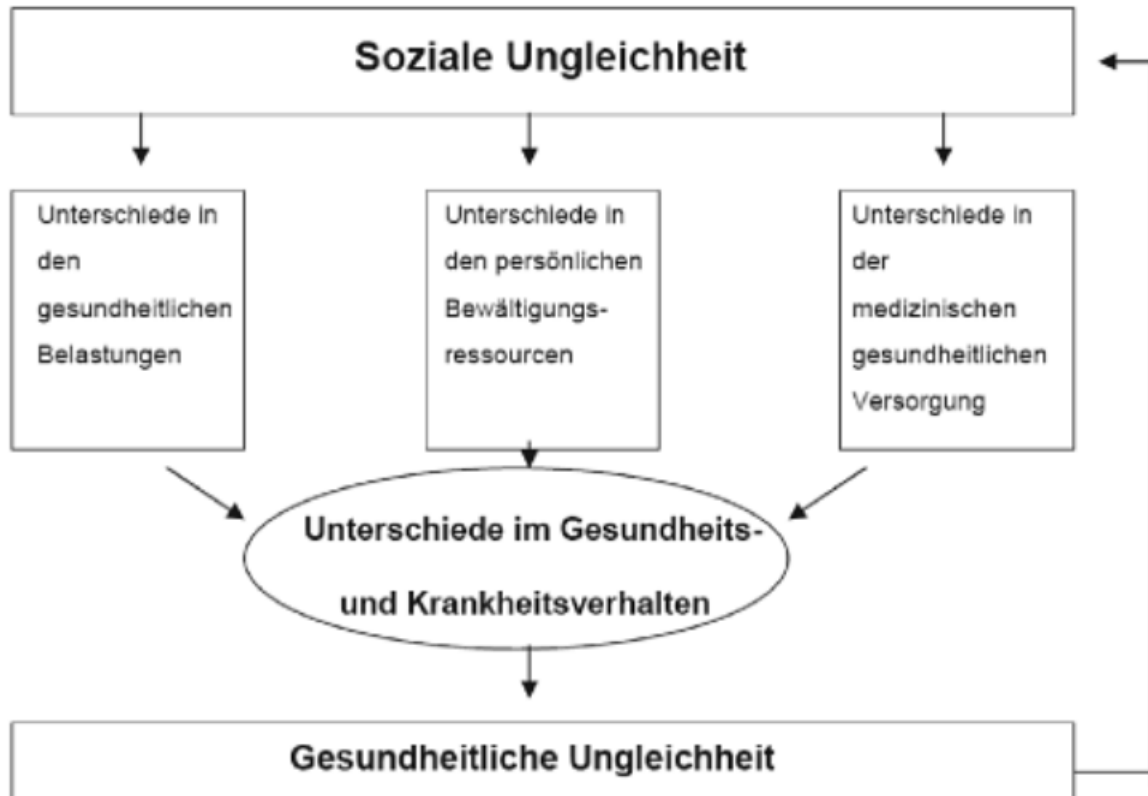 Soziale Ungleichheit
Unterschiede in
den
gesundheitlichen
Belastungen
Unterschiede in
den persönlichen
Bewältigungs-
ressourcen
Unterschiede in
der
medizinischen
gesundheitlichen
Versorgung
Unterschiede im Gesundheits-
und Krankheitsverhalten
Gesundheitliche Ungleichheit